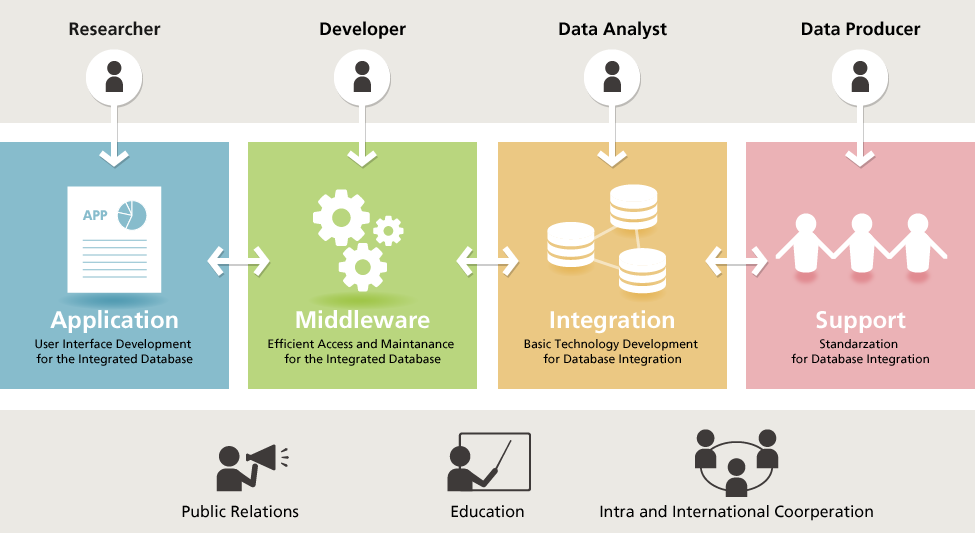 Researcher
Developer
Data Analyst
Data Producer
APP
Application
User Interface Development
for the Integrated Database
Middleware
Efficient Access and Maintanance
for the Integrated Database
Integration
Basic Technology Development
for Database Integration
Support
Standarzation
for Database Integration
Public Relations
Education
Intra and International Coorperation